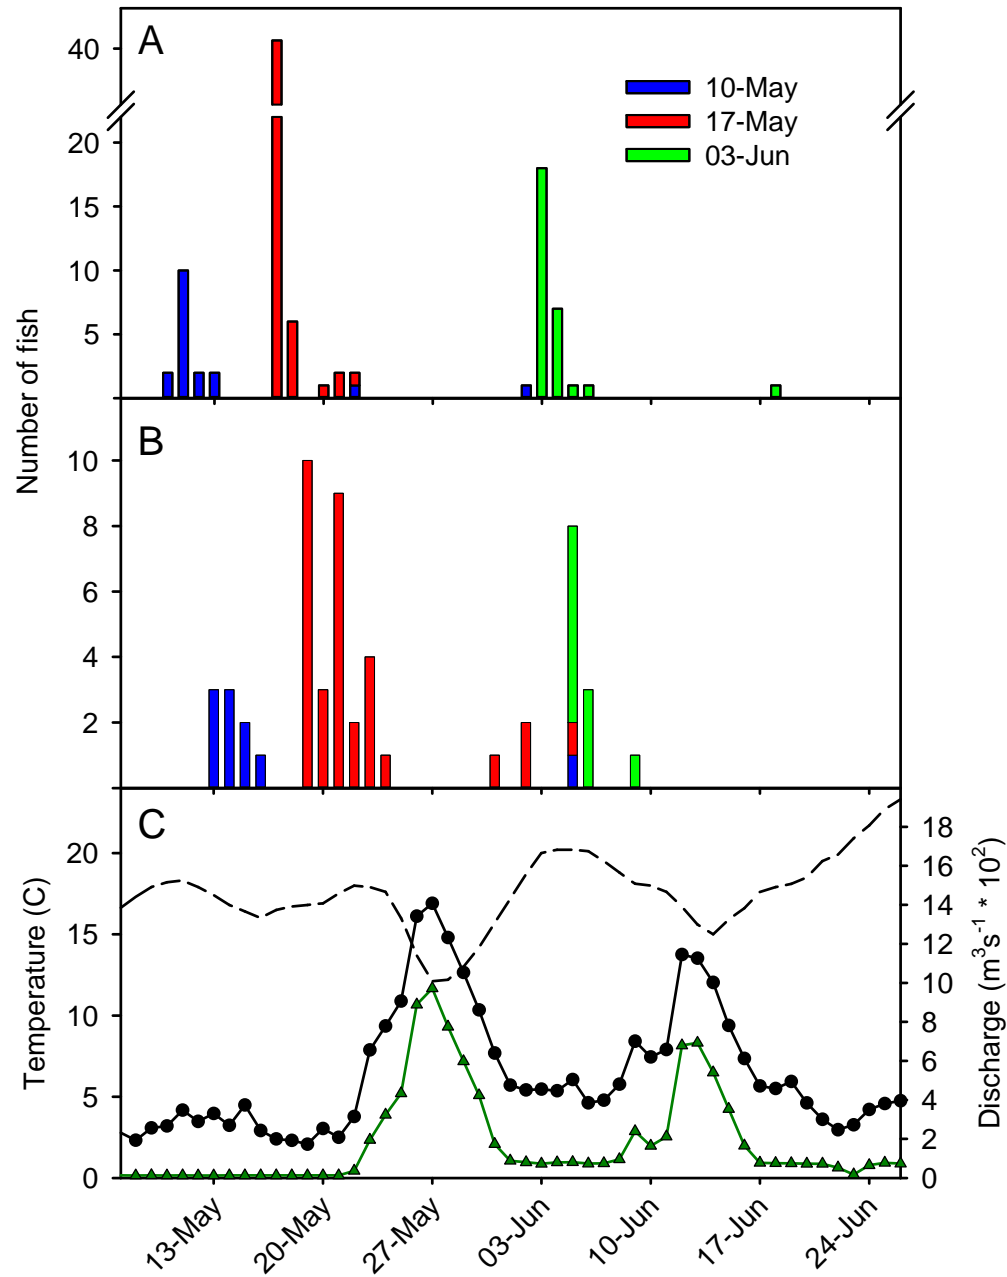 A
40
20
15
10
5
10-May
17-May
03-Jun
Number of fish
B
10
8
6
4
2
C
20
15
10
5
0
Temperature (C)
18
16
14
12
10
8
6
4
2
0
Discharge (m³s⁻¹ * 10²)
13-May
20-May
27-May
03-Jun
10-Jun
17-Jun
24-Jun